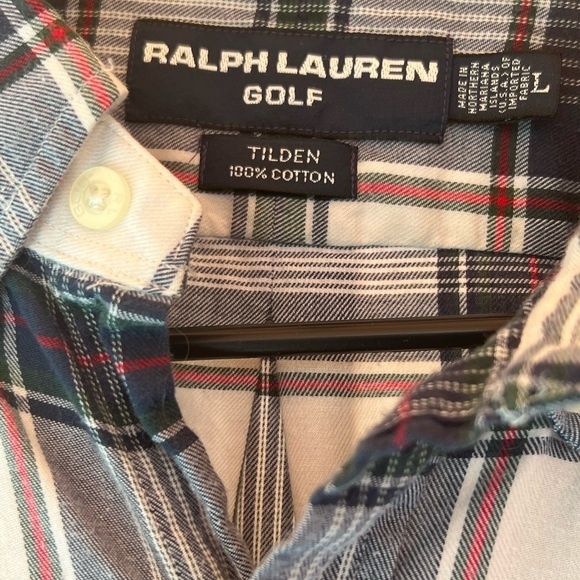 RALPH LAUREN
GOLF
MADE IN
NORTHERN
MARIANA
ISLANDS
(U.S.A.) OF
IMPORTED
FABRIC
L
TILDEN
100% COTTON